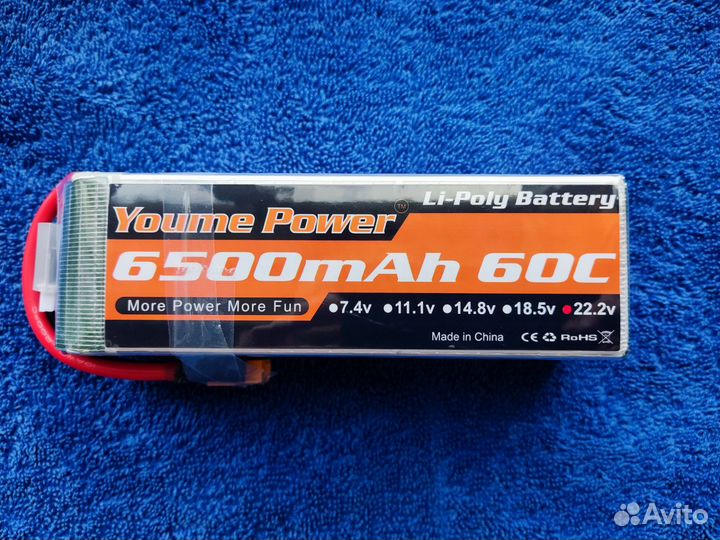 Li-Poly Battery
Youme Power™
6500mAh 60C
More Power More Fun ●7.4v ●11.1v ●14.8v ●18.5v ●22.2v
Made in China CE RoHS
Avito